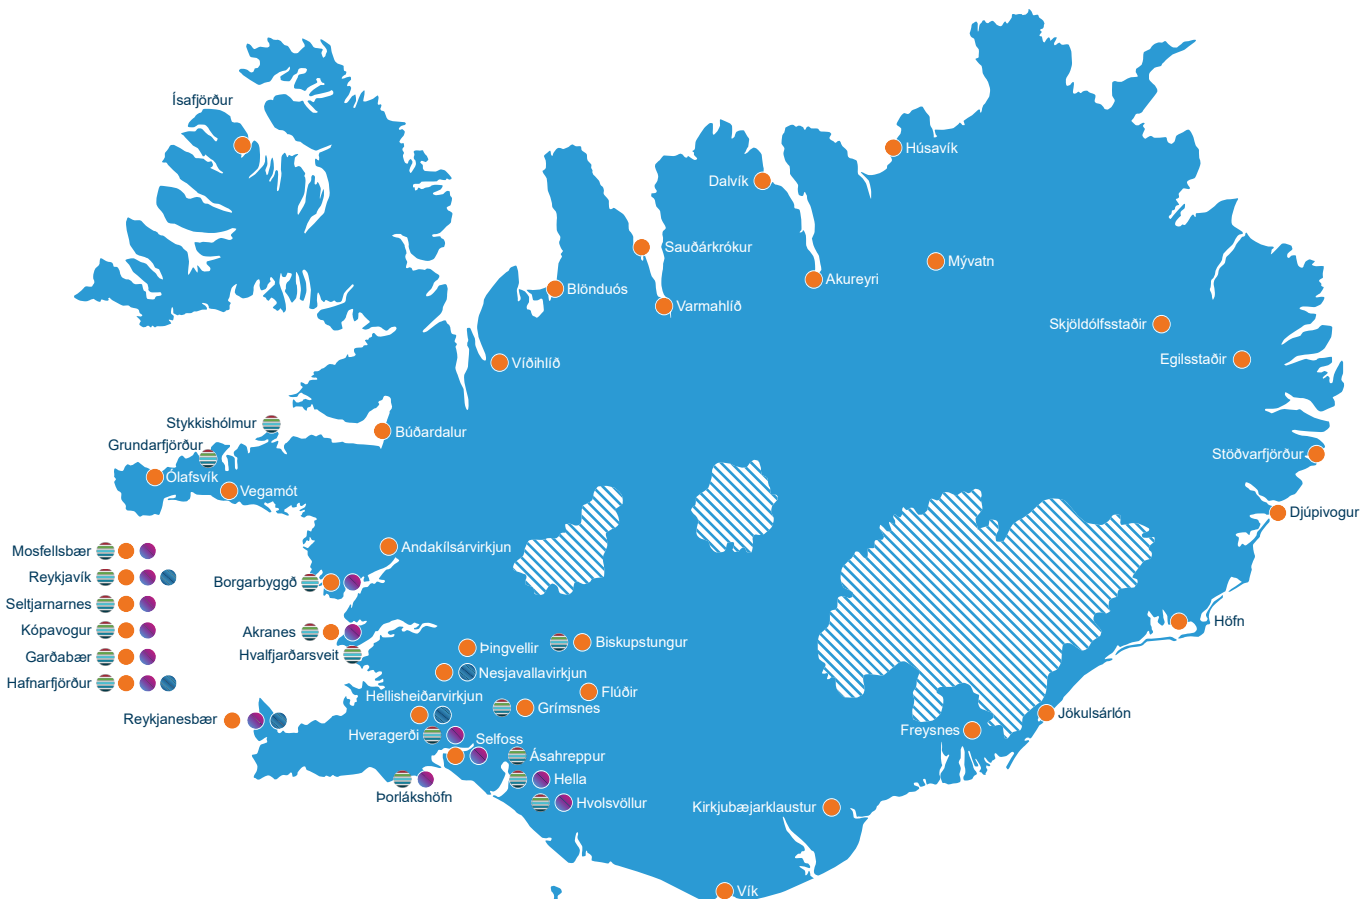 Ísafjörður
Húsavík
Dalvík
Sauðárkrókur
Mývatn
Akureyri
Blönduós
Varmahlíð
Skjöldólfsstaðir
Egilsstaðir
Víðihlíð
Stykkishólmur
Búðardalur
Grundarfjörður
Stöðvarfjörður
Ólafsvík
Vegamót
Djúpivogur
Andakílsárvirkjun
Mosfellsbær
Reykjavík
Borgarbyggð
Seltjarnarnes
Höfn
Kópavogur
Akranes
Biskupstungur
Þingvellir
Hvalfjarðarsveit
Garðabær
Nesjavallavirkjun
Hafnarfjörður
Flúðir
Hellisheiðarvirkjun
Grímsnes
Jökulsárlón
Reykjanesbær
Freysnes
Hveragerði
Selfoss
Ásahreppur
Hella
Þorlákshöfn
Hvolsvöllur
Kirkjubæjarklaustur
Vík